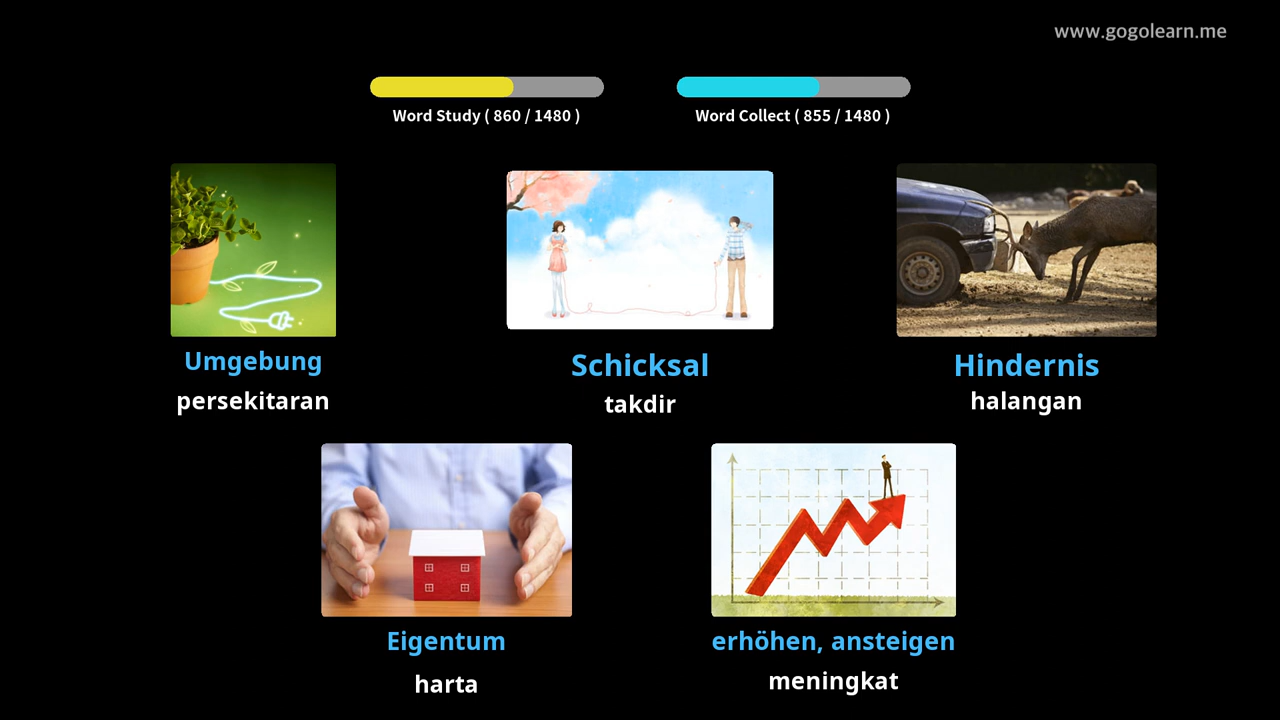 www.gogolearn.me
Word Study ( 860 / 1480 )
Word Collect ( 855 / 1480 )
Umgebung
persekitaran
Schicksal
takdir
Hindernis
halangan
Eigentum
harta
erhöhen, ansteigen
meningkat